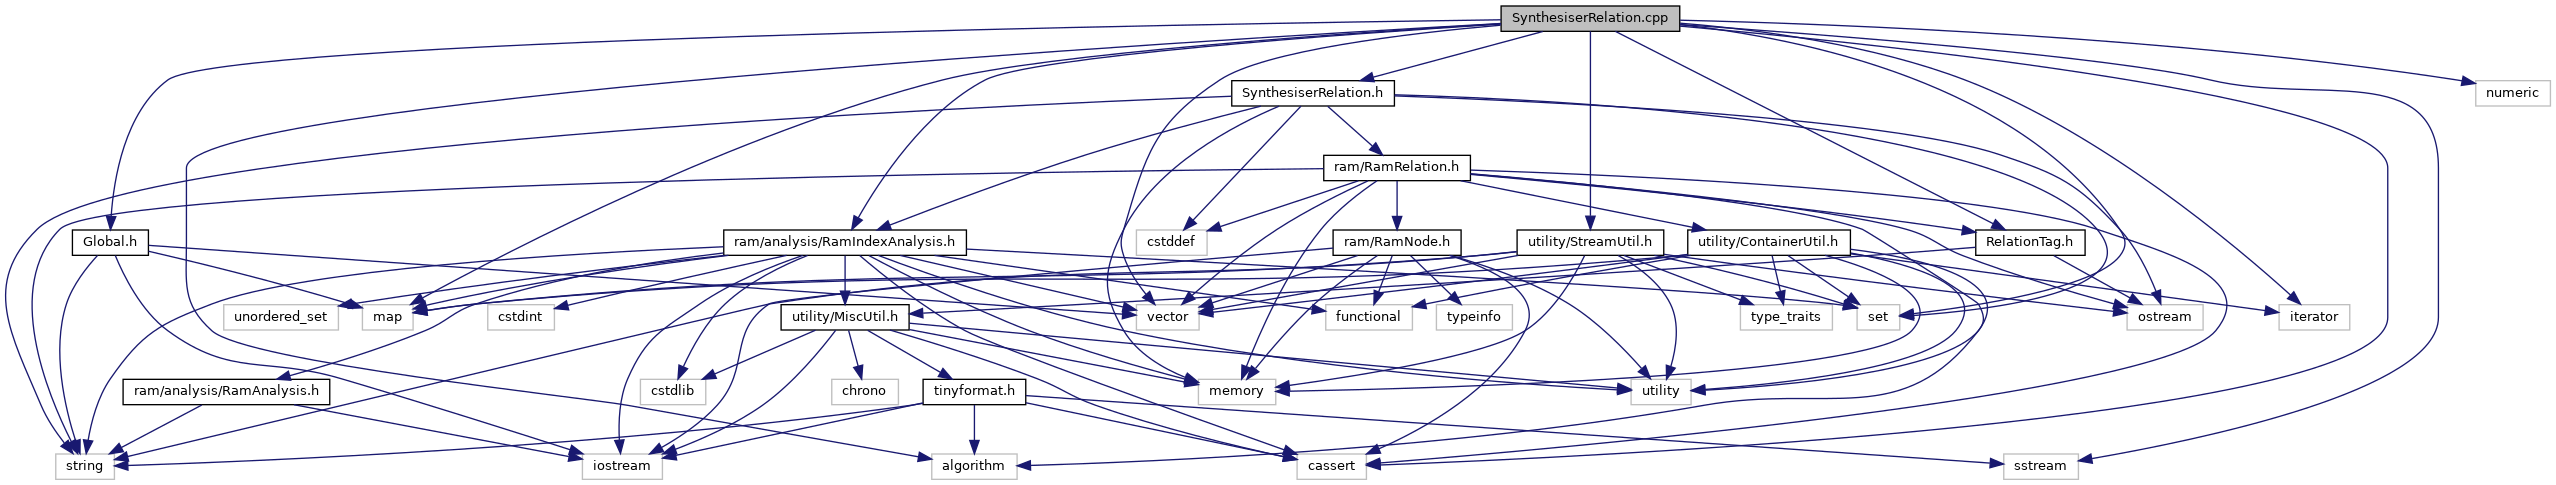 SynthesiserRelation.cpp
SynthesiserRelation.h
numeric
ram/RamRelation.h
Global.h
ram/analysis/RamIndexAnalysis.h
cstddef
ram/RamNode.h
utility/StreamUtil.h
utility/ContainerUtil.h
RelationTag.h
unordered_set
map
cstdint
utility/MiscUtil.h
vector
functional
typeinfo
type_traits
set
ostream
iterator
ram/analysis/RamAnalysis.h
cstdlib
chrono
tinyformat.h
memory
utility
string
iostream
algorithm
cassert
sstream